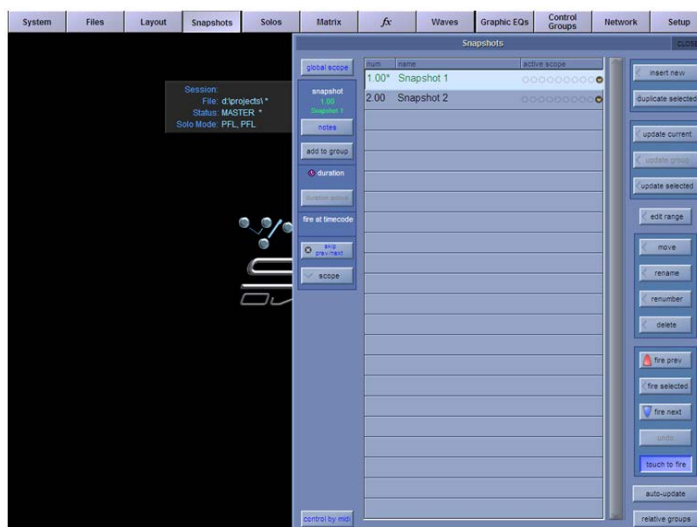 System Files Layout Snapshots Solos Matrix fx Waves Graphic EQs Control Groups Network Setup
Snapshots CLOSE
Session:
File: d:\projects\ *
Status: MASTER *
Solo Mode: PFL, PFL
global scope
snapshot
1.00
Snapshot 1
notes
add to group
duration
duration active
fire at timecode
skip
prev/next
scope
control by midi
num name active scope
1.00* Snapshot 1
2.00 Snapshot 2
insert new
duplicate selected
update current
update group
update selected
edit range
move
rename
renumber
delete
fire prev
fire selected
fire next
undo
touch to fire
auto-update
relative groups